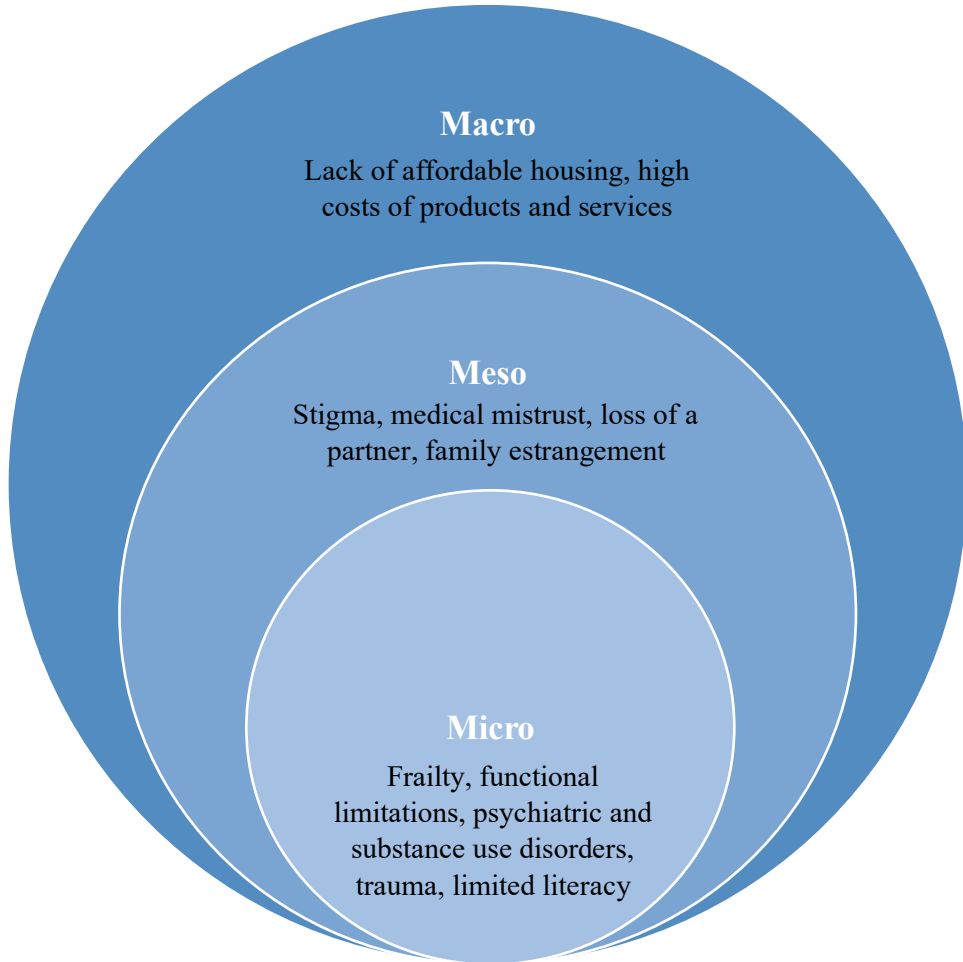 Macro
Lack of affordable housing, high
costs of products and services
Meso
Stigma, medical mistrust, loss of a
partner, family estrangement
Micro
Frailty, functional
limitations, psychiatric and
substance use disorders,
trauma, limited literacy